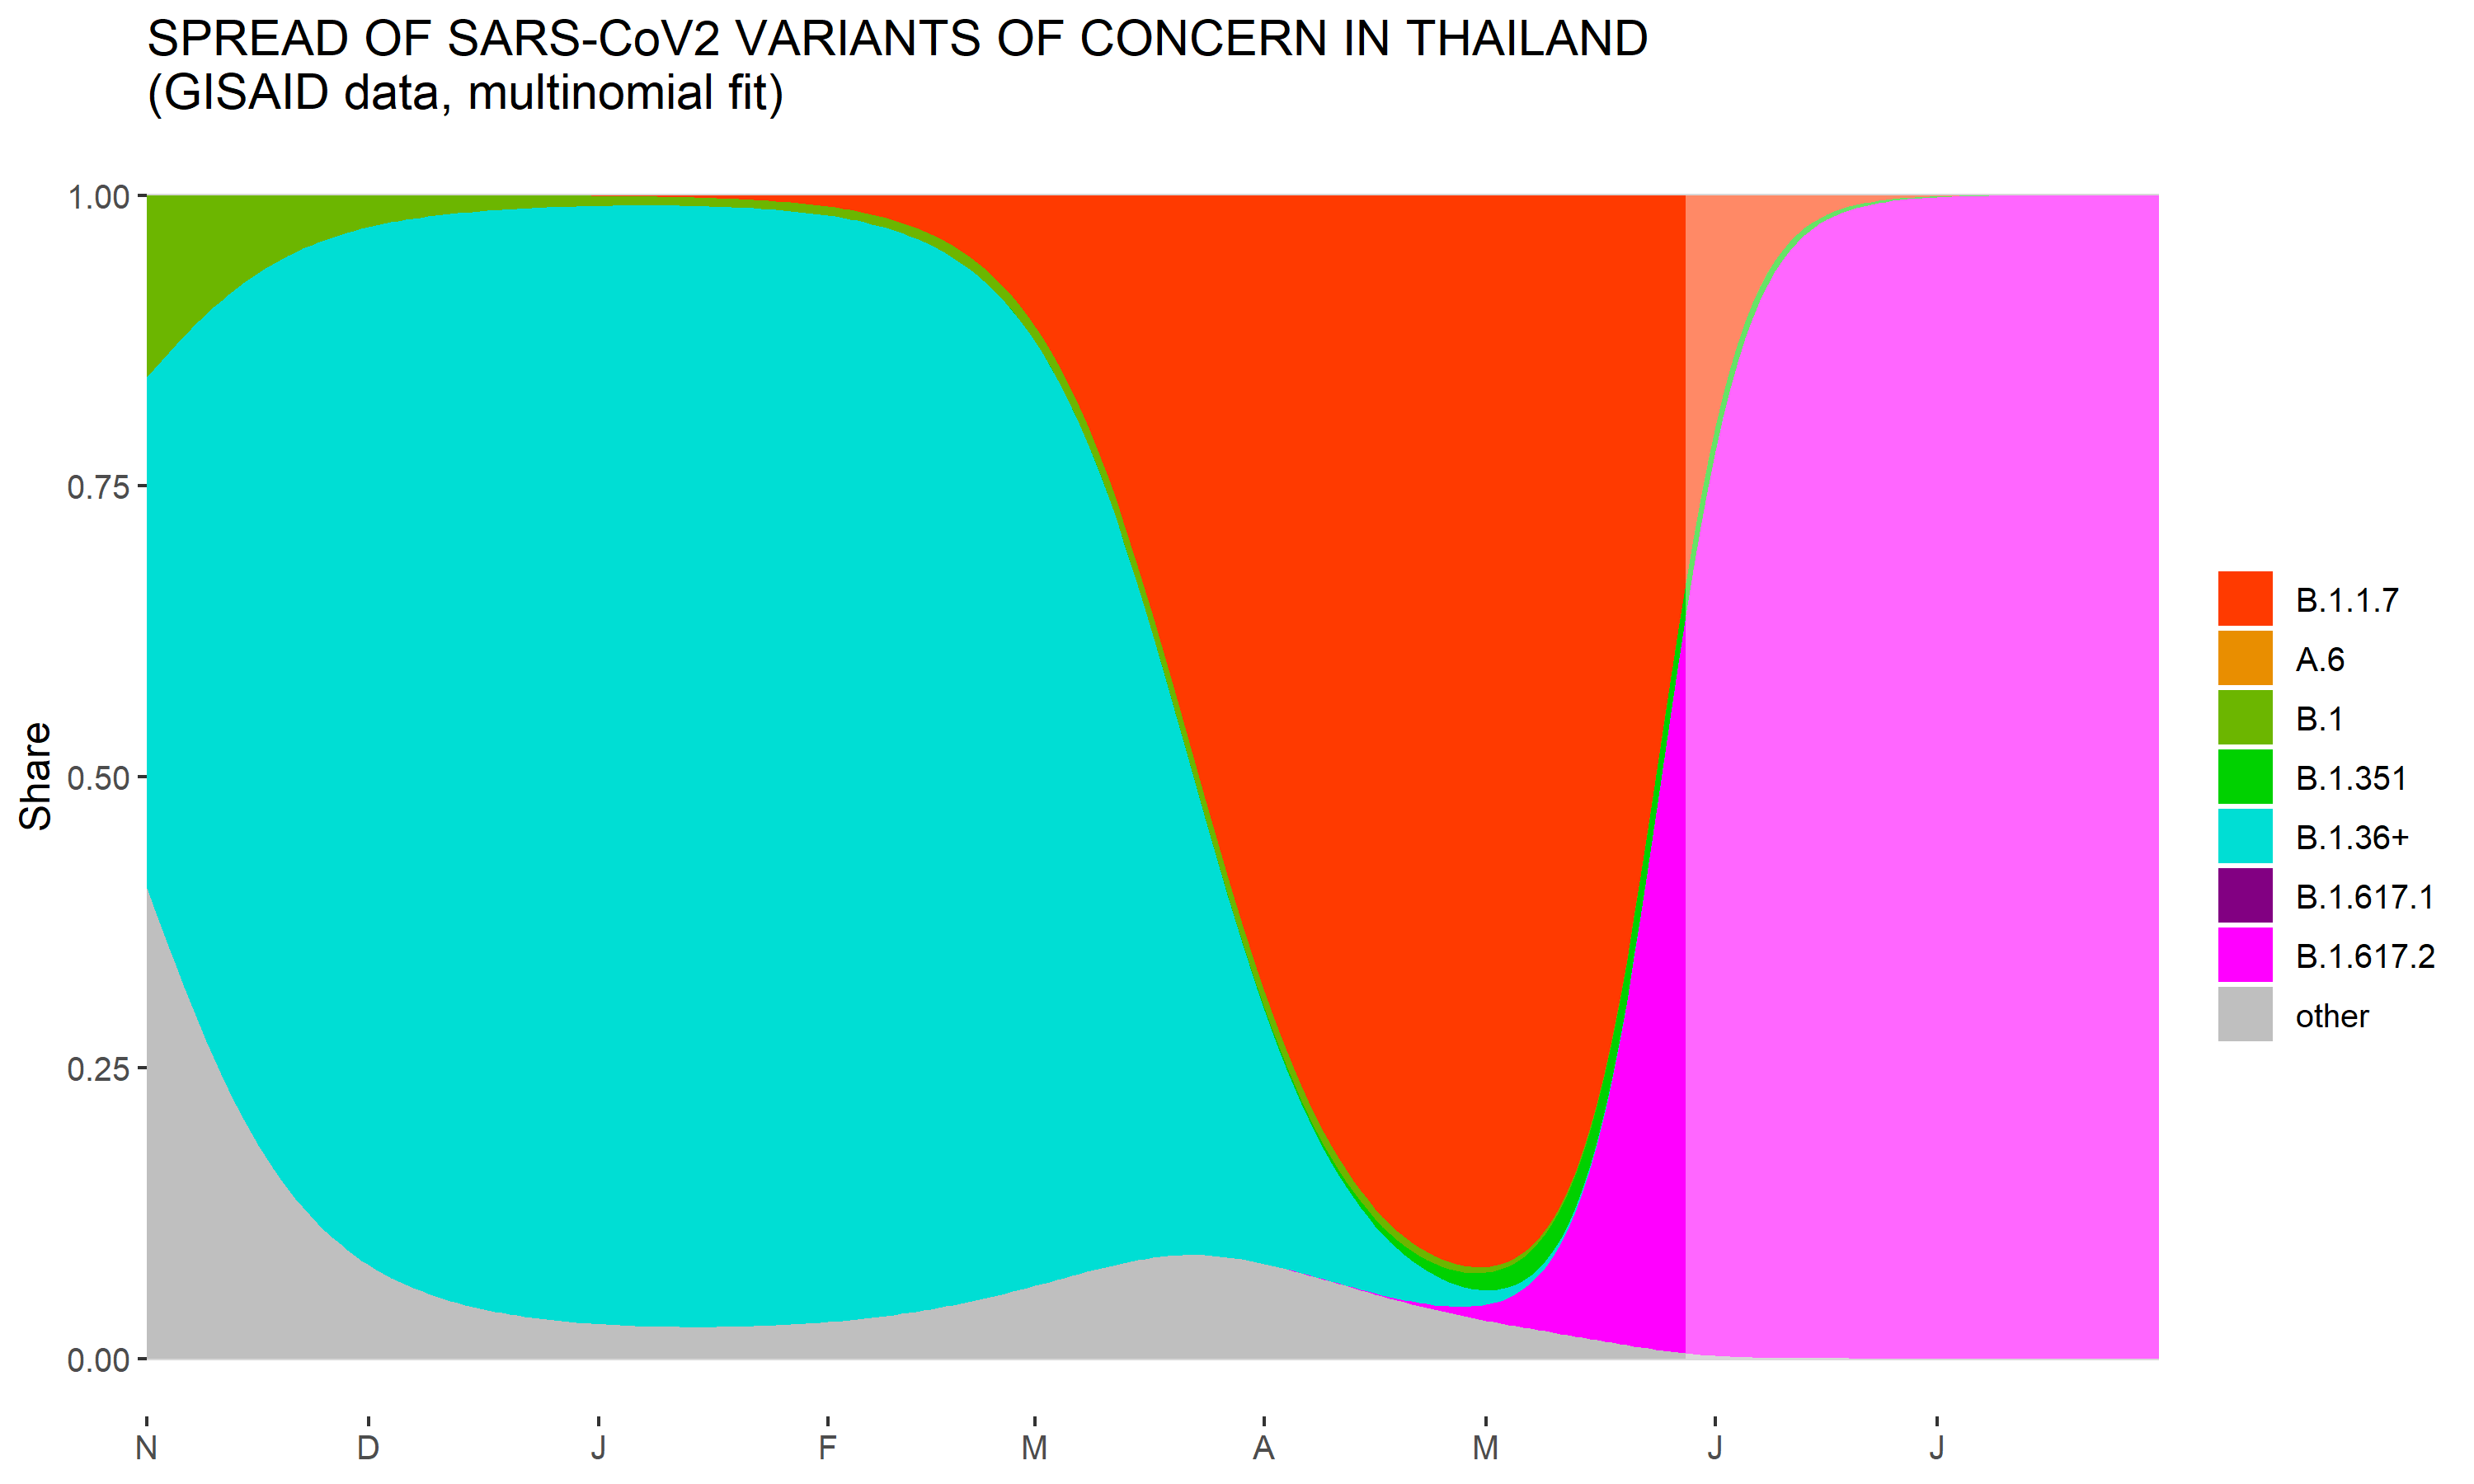 SPREAD OF SARS-CoV2 VARIANTS OF CONCERN IN THAILAND
(GISAID data, multinomial fit)
1.00
0.75
0.50
0.25
0.00
Share
N D J F M A M J J
B.1.1.7
A.6
B.1
B.1.351
B.1.36+
B.1.617.1
B.1.617.2
other